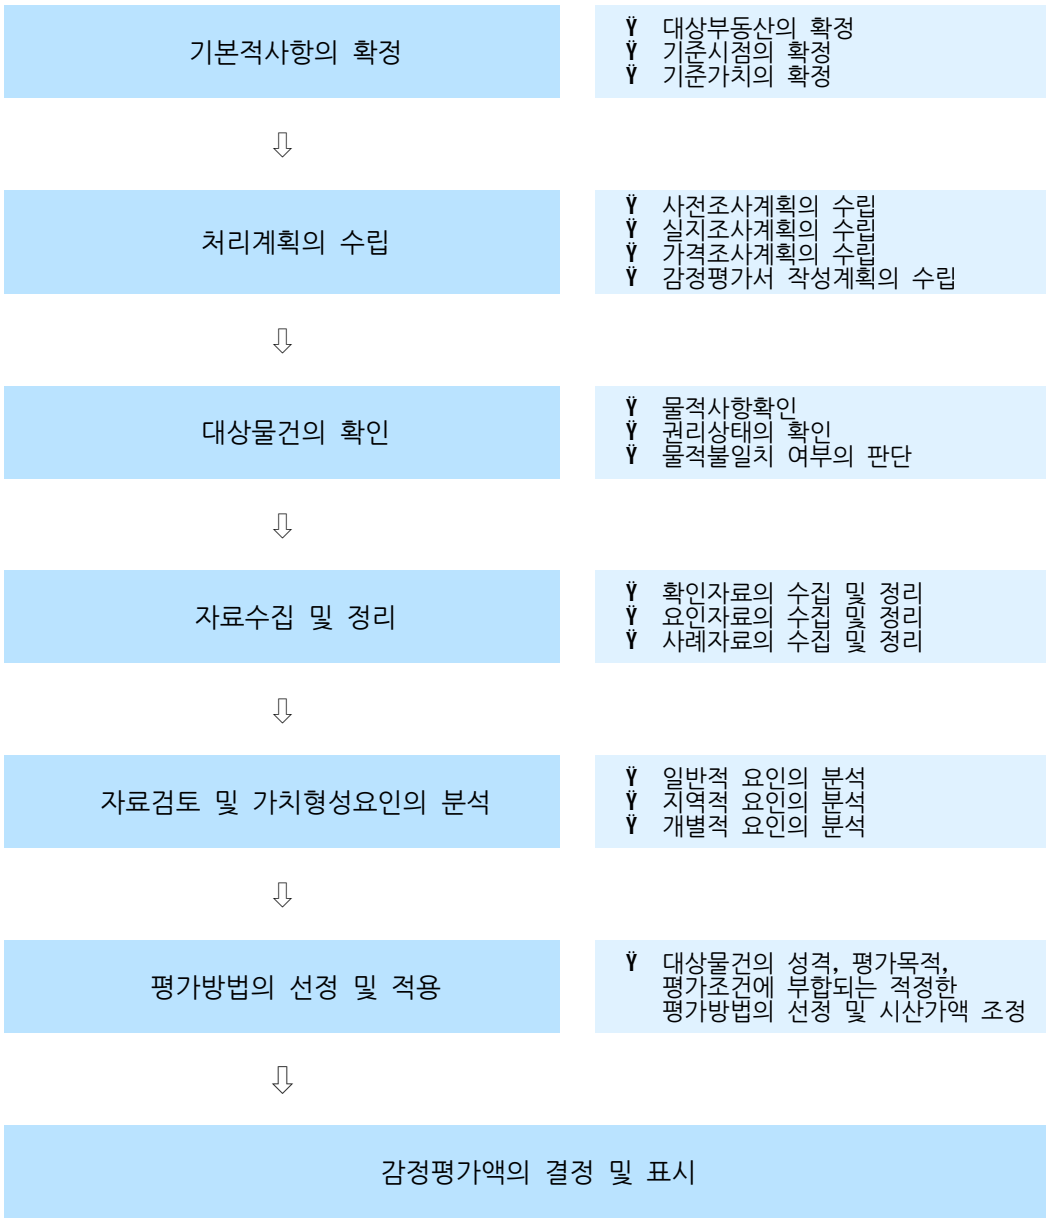 기본적사항의 확정
Ÿ 대상부동산의 확정
Ÿ 기준시점의 확정
Ÿ 기준가치의 확정
⇩
처리계획의 수립
Ÿ 사전조사계획의 수립
Ÿ 실지조사계획의 수립
Ÿ 가격조사계획의 수립
Ÿ 감정평가서 작성계획의 수립
⇩
대상물건의 확인
Ÿ 물적사항확인
Ÿ 권리상태의 확인
Ÿ 물적불일치 여부의 판단
⇩
자료수집 및 정리
Ÿ 확인자료의 수집 및 정리
Ÿ 요인자료의 수집 및 정리
Ÿ 사례자료의 수집 및 정리
⇩
자료검토 및 가치형성요인의 분석
Ÿ 일반적 요인의 분석
Ÿ 지역적 요인의 분석
Ÿ 개별적 요인의 분석
⇩
평가방법의 선정 및 적용
Ÿ 대상물건의 성격, 평가목적,
평가조건에 부합되는 적정한
평가방법의 선정 및 시산가액 조정
⇩
감정평가액의 결정 및 표시